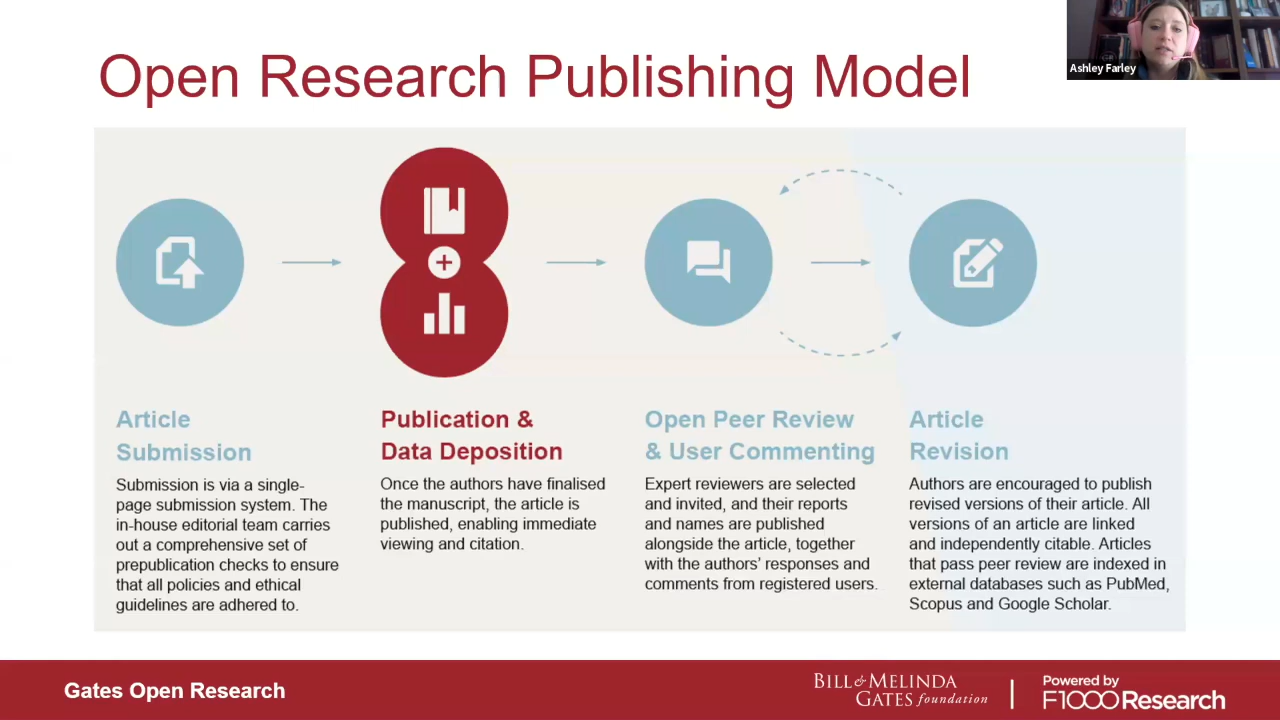 Open Research Publishing Model
Ashley Farley
Article
Submission
Submission is via a single-
page submission system. The
in-house editorial team carries
out a comprehensive set of
prepublication checks to ensure
that all policies and ethical
guidelines are adhered to.
Publication &
Data Deposition
Once the authors have finalised
the manuscript, the article is
published, enabling immediate
viewing and citation.
Open Peer Review
& User Commenting
Expert reviewers are selected
and invited, and their reports
and names are published
alongside the article, together
with the authors’ responses and
comments from registered users.
Article
Revision
Authors are encouraged to publish
revised versions of their article. All
versions of an article are linked
and independently citable. Articles
that pass peer review are indexed in
external databases such as PubMed,
Scopus and Google Scholar.
Gates Open Research
BILL & MELINDA
GATES foundation
Powered by
F1000Research